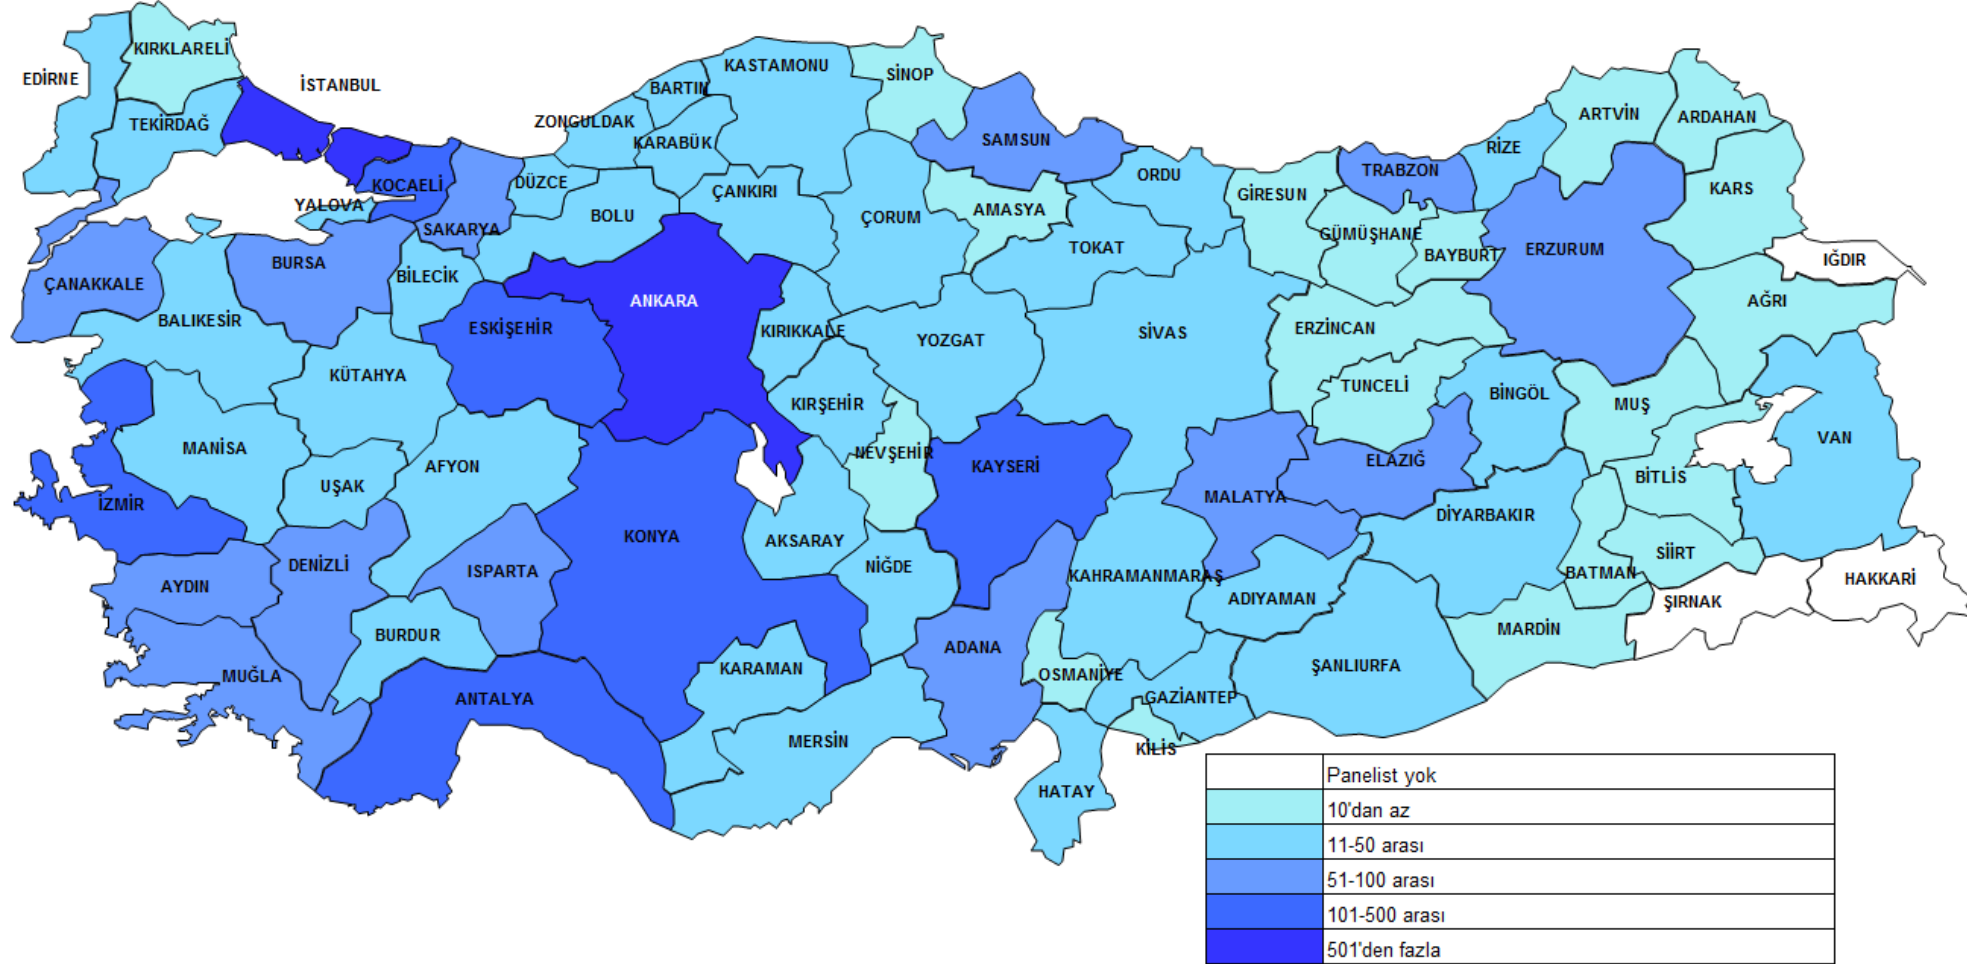 KIRKLARELİ
EDİRNE
İSTANBUL
TEKİRDAĞ
KASTAMONU
BARTIN
SİNOP
ZONGULDAK
KARABÜK
SAMSUN
ARTVİN
ARDAHAN
RİZE
TRABZON
ORDU
GİRESUN
KARS
KOCAELİ
DÜZCE
YALOVA
BOLU
ÇANKIRI
ÇORUM
AMASYA
SAKARYA
TOKAT
GÜMÜŞHANE
BAYBURT
ERZURUM
IĞDIR
BURSA
BİLECİK
ÇANAKKALE
ANKARA
AĞRI
BALIKESİR
ESKİŞEHİR
KIRIKKALE
YOZGAT
SİVAS
ERZİNCAN
KÜTAHYA
TUNCELİ
BİNGÖL
MUŞ
KIRŞEHİR
VAN
MANİSA
AFYON
NEVŞEHİR
KAYSERİ
ELAZIĞ
UŞAK
BİTLİS
İZMİR
MALATYA
DİYARBAKIR
KONYA
AKSARAY
SİİRT
DENİZLİ
ISPARTA
NİĞDE
KAHRAMANMARAŞ
BATMAN
HAKKARİ
AYDIN
ADIYAMAN
ŞIRNAK
BURDUR
MARDİN
ADANA
KARAMAN
ŞANLIURFA
MUĞLA
OSMANİYE
ANTALYA
GAZİANTEP
MERSİN
KİLİS
HATAY
Panelist yok
10'dan az
11-50 arası
51-100 arası
101-500 arası
501'den fazla